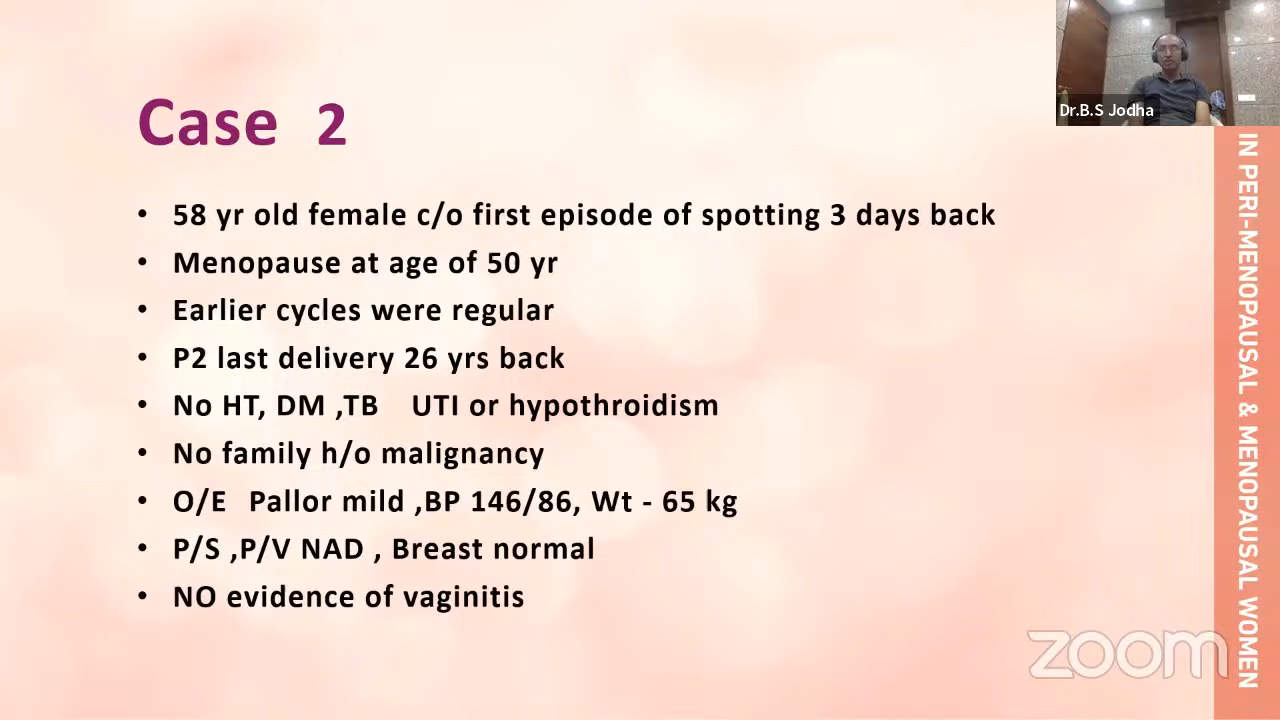 Case 2
• 58 yr old female c/o first episode of spotting 3 days back
• Menopause at age of 50 yr
• Earlier cycles were regular
• P2 last delivery 26 yrs back
• No HT, DM ,TB UTI or hypothroidism
• No family h/o malignancy
• O/E Pallor mild ,BP 146/86, Wt - 65 kg
• P/S ,P/V NAD , Breast normal
• NO evidence of vaginitis
Dr.B.S Jodha
IN PERI-MENOPAUSAL & MENOPAUSAL WOMEN
zoom